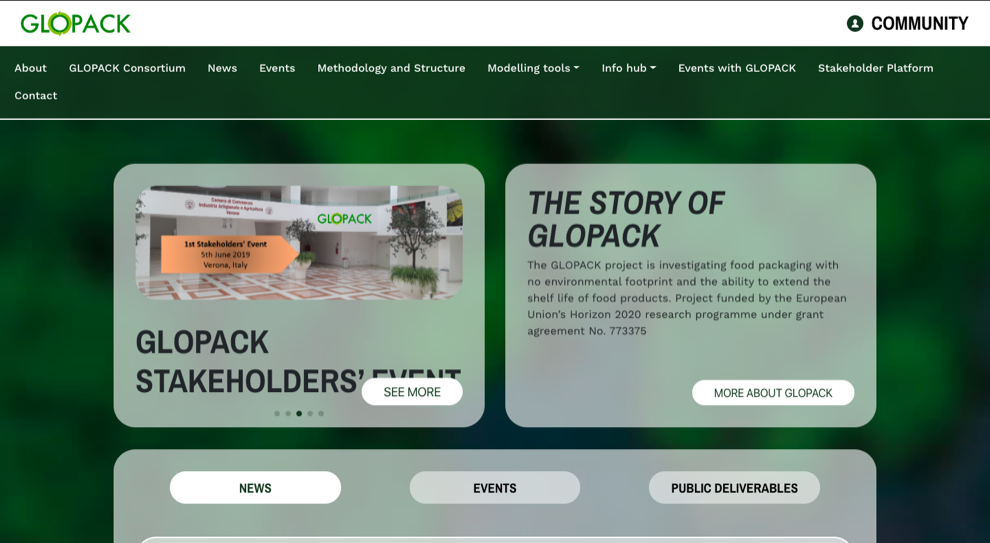 GLOPACK
COMMUNITY
About GLOPACK Consortium News Events Methodology and Structure Modelling tools Info hub Events with GLOPACK Stakeholder Platform
Contact
Camera di Commercio
Industria Artigianato e Agricoltura
Verona
GLOPACK
1st Stakeholders' Event
5th June 2019
Verona, Italy
GLOPACK
STAKEHOLDERS' EVENT
SEE MORE
THE STORY OF
GLOPACK
The GLOPACK project is investigating food packaging with
no environmental footprint and the ability to extend the
shelf life of food products. Project funded by the European
Union's Horizon 2020 research programme under grant
agreement No. 773375
MORE ABOUT GLOPACK
NEWS EVENTS PUBLIC DELIVERABLES